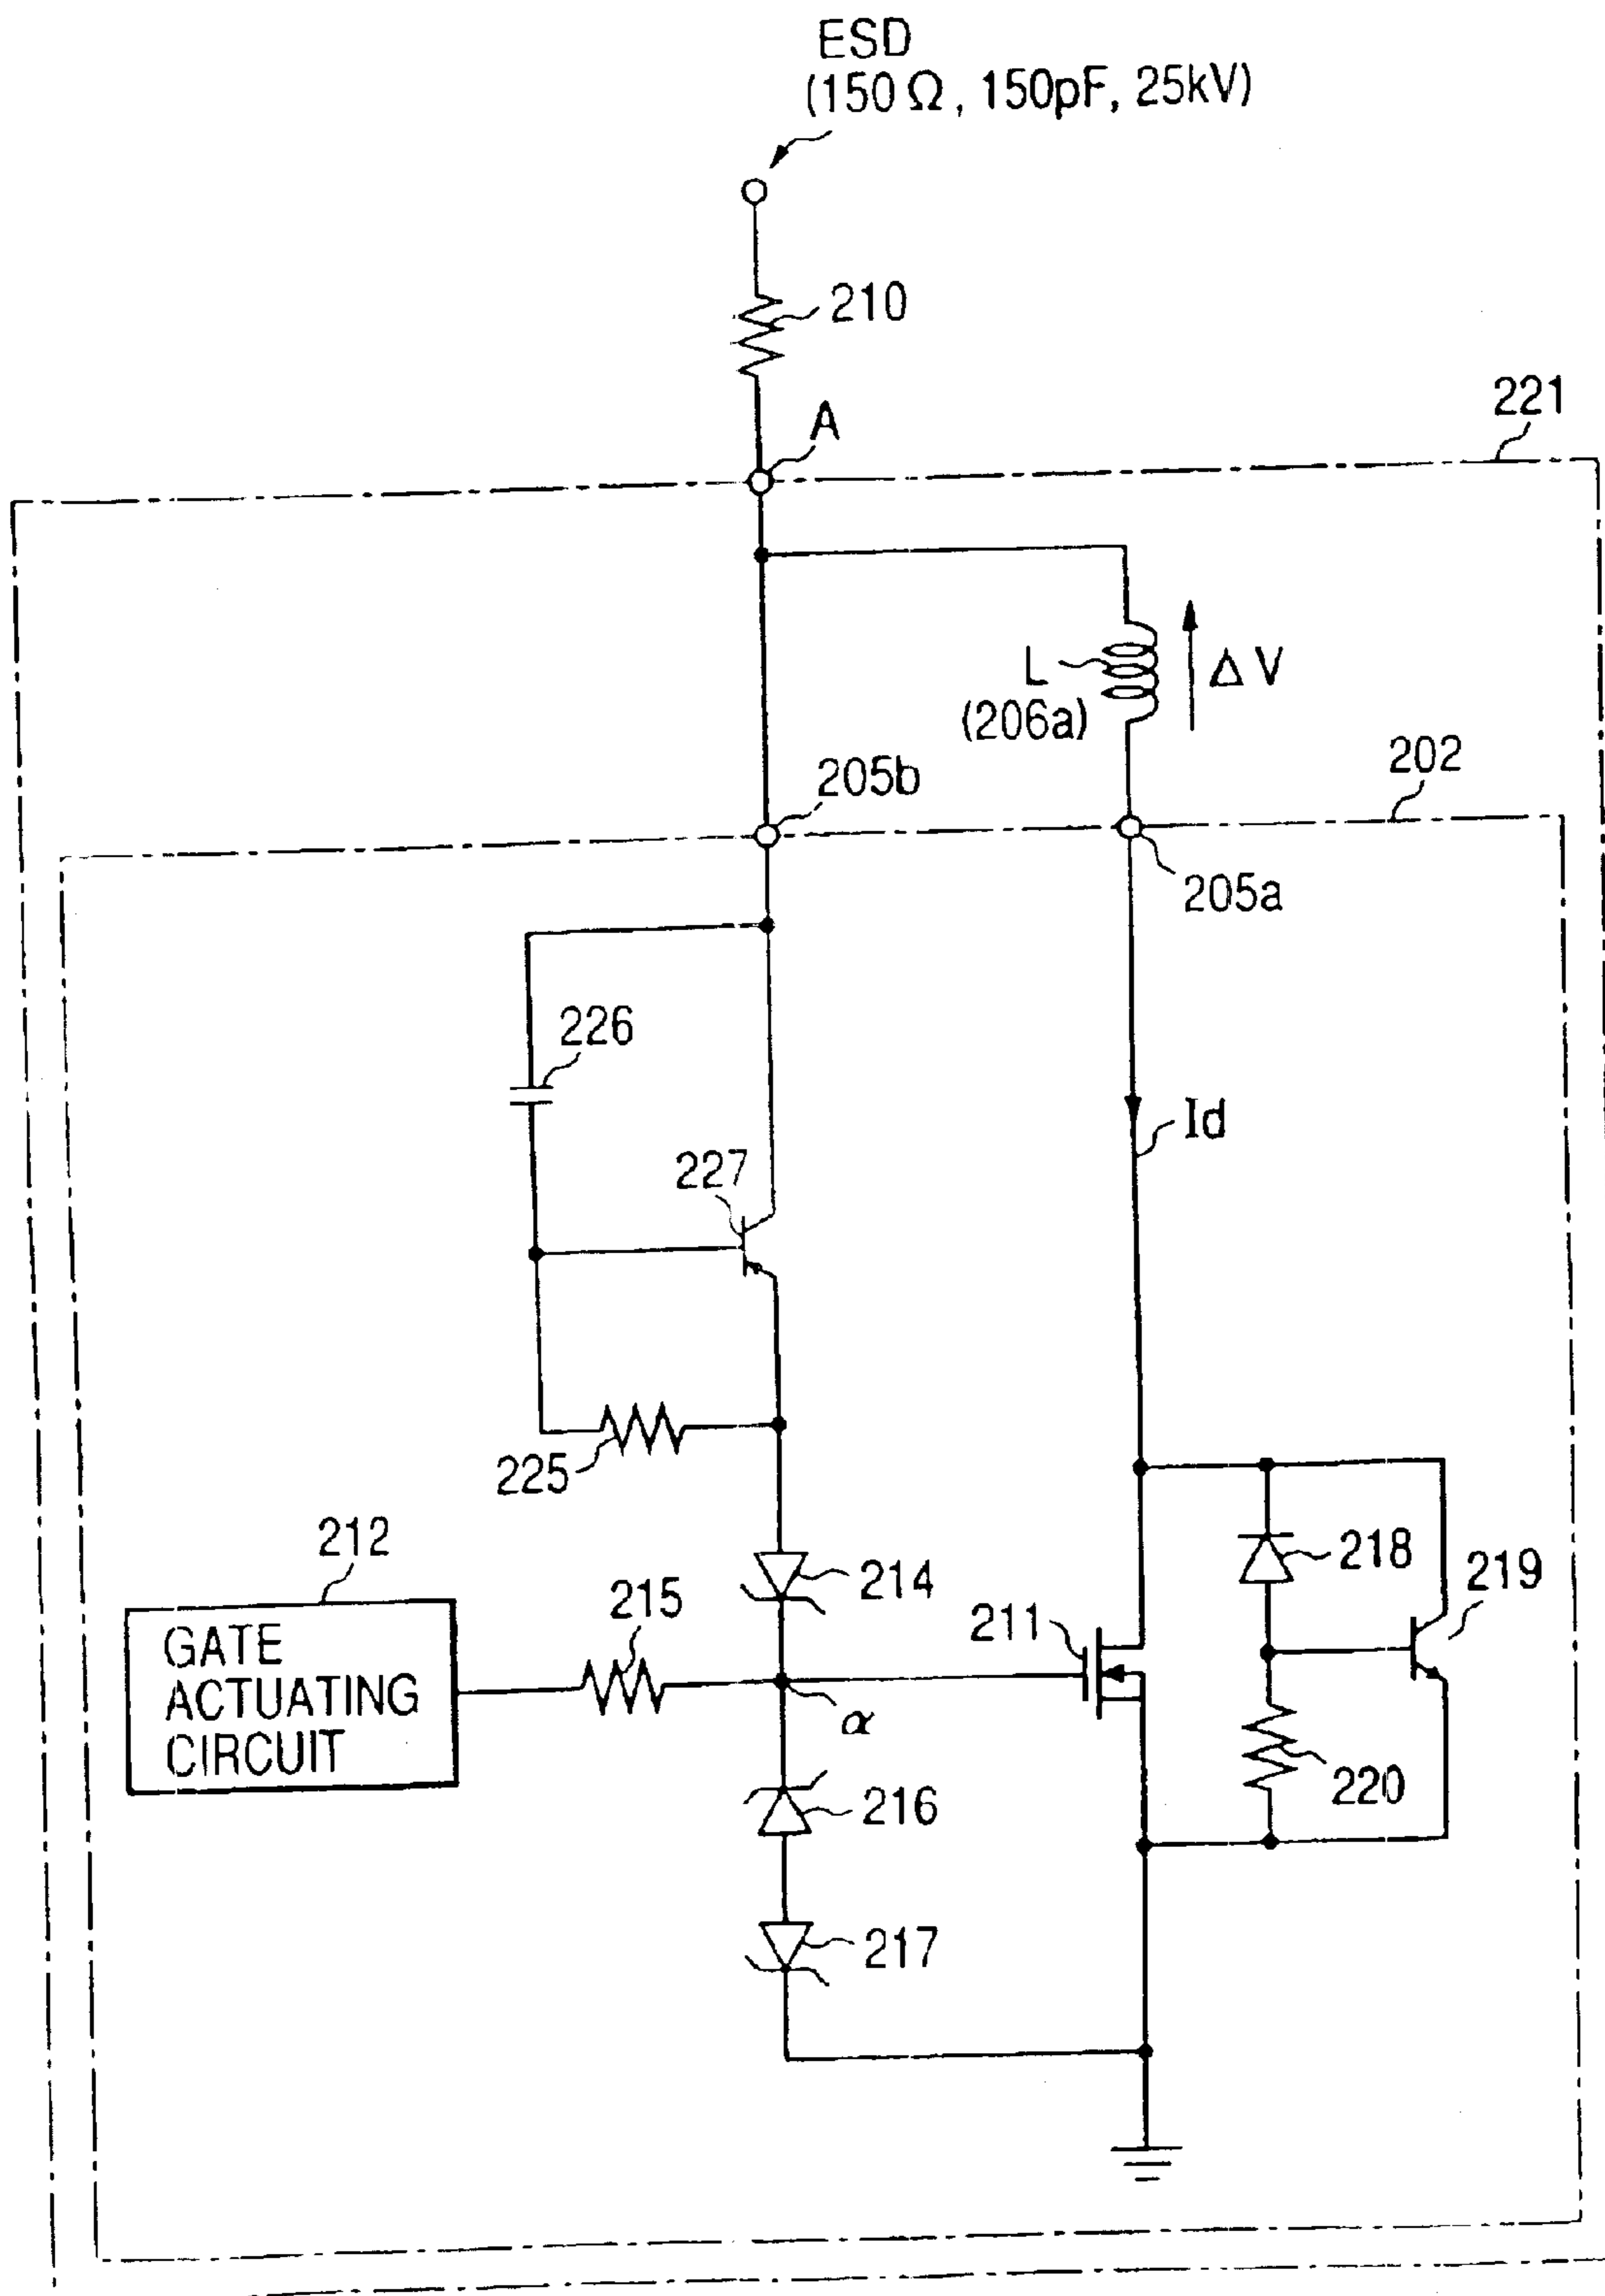 ESD
(150 Ω, 150pF, 25kV)
210
A
221
L
(206a)
ΔV
205b
202
205a
226
Id
227
225
212
GATE
ACTUATING
CIRCUIT
215
214
211
218
219
α
216
220
217